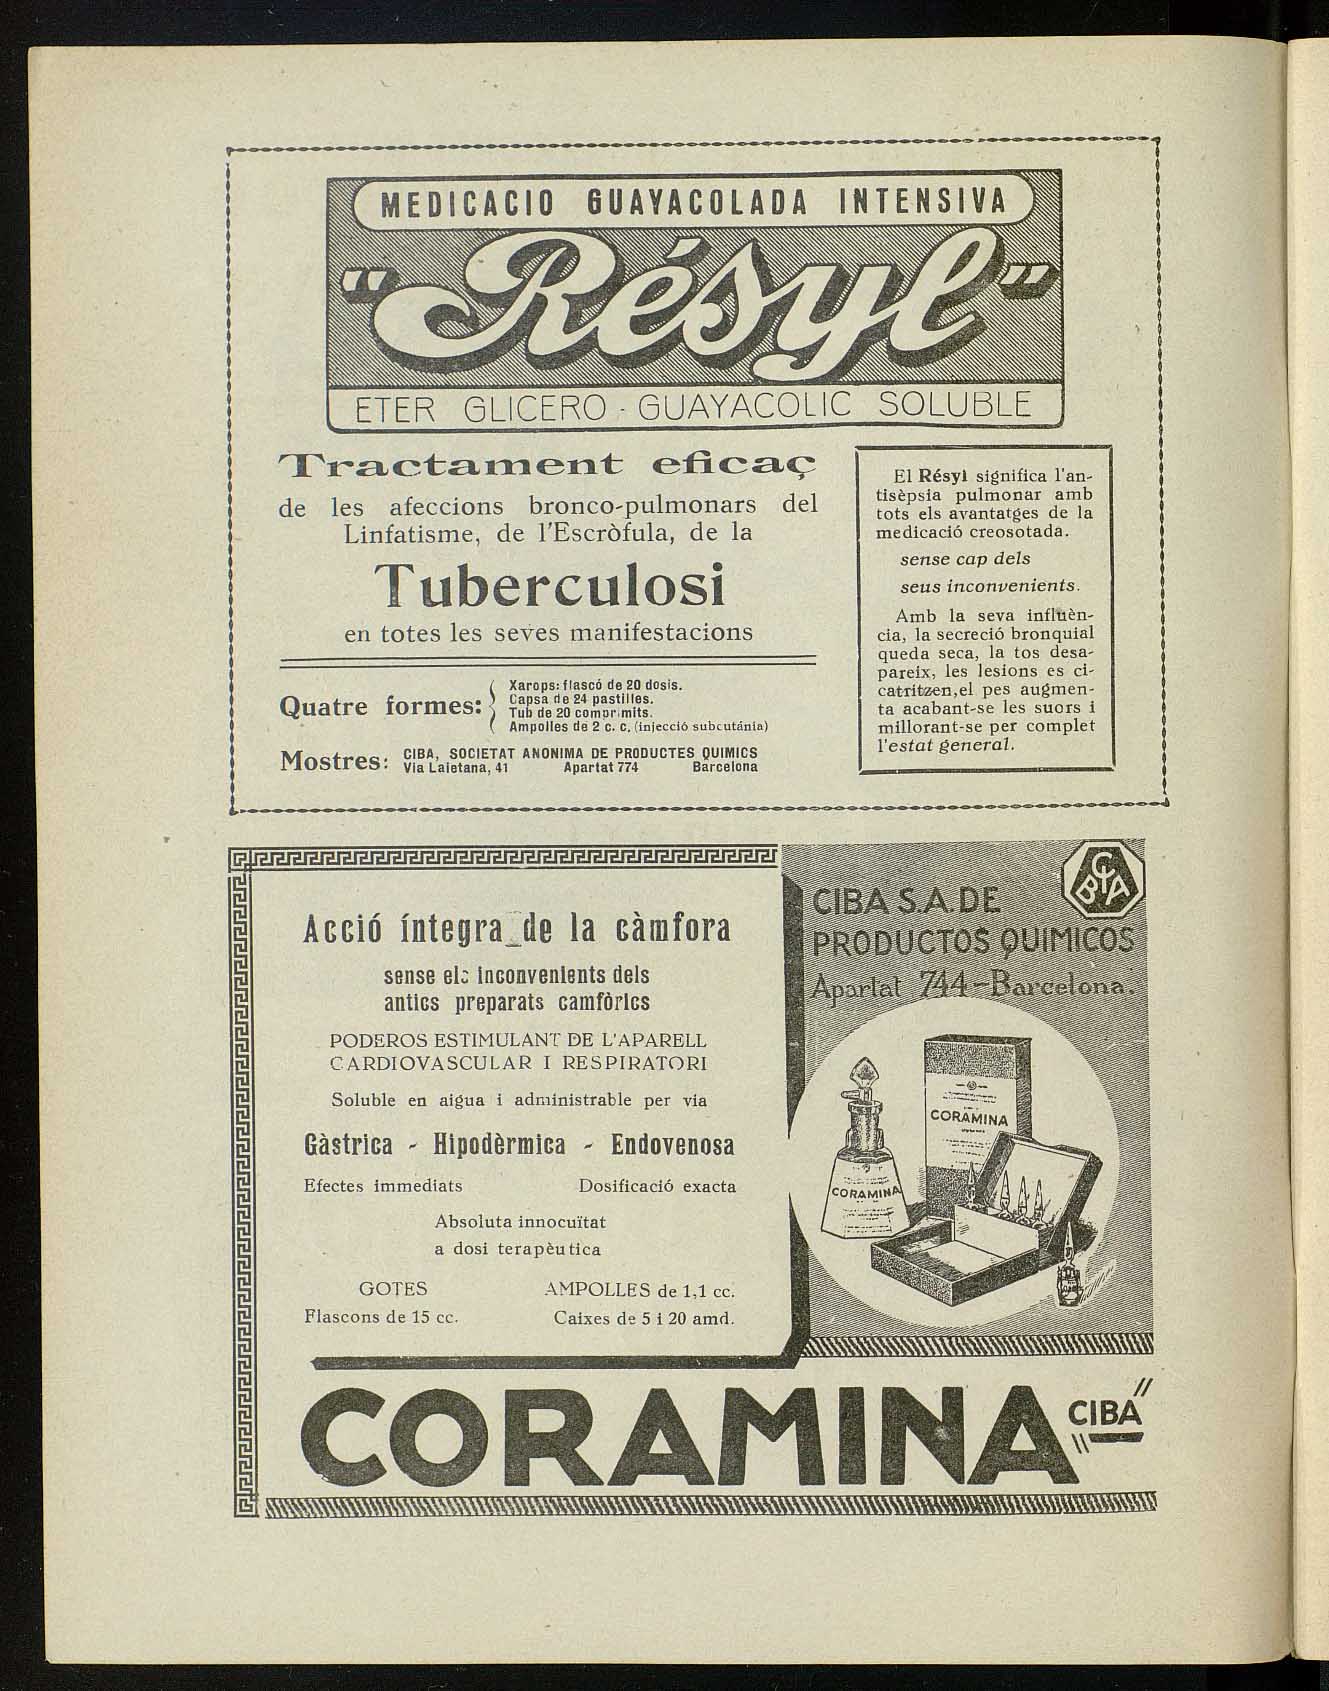 MEDICACIO GUAYACOLADA INTENSIVA
"Résyl"
ETER GLICERO - GUAYACOLIC SOLUBLE
Tractament eficaç
de les afeccions bronco-pulmonars del
Linfatisme, de l'Escròfula, de la
Tuberculosi
en totes les seves manifestacions
Quatre formes:
Xarops: flascó de 20 dosis.
Capsa de 24 pastilles.
Tub de 20 comprimits.
Ampolles de 2 c. c. (injecció subcutánia)
Mostres:
CIBA, SOCIETAT ANONIMA DE PRODUCTES QUIMICS
Via Laietana, 41 Apartat 774 Barcelona
El Résyl significa l'an-
tisèpsia pulmonar amb
tots els avantatges de la
medicació creosotada.
sense cap dels
seus inconvenients.
Amb la seva influèn-
cia, la secreció bronquial
queda seca, la tos desa-
pareix, les lesions es ci-
catritzen, el pes augmen-
ta acabant-se les suors i
millorant-se per complet
l'estat general.
Acció íntegra de la càmfora
sense els inconvenients dels
antics preparats camfòrics
PODEROS ESTIMULANT DE L'APARELL
CARDIOVASCULAR I RESPIRATORI
Soluble en aigua i administrable per via
Gàstrica - Hipodèrmica - Endovenosa
Efectes immediats Dosificació exacta
Absoluta innocuïtat
a dosi terapèutica
GOTES AMPOLLES de 1,1 cc.
Flascons de 15 cc. Caixes de 5 i 20 amd.
CIBA
CIBA S.A. DE
PRODUCTOS QUIMICOS
Apartat 744-Barcelona.
CORAMINA
CORAMINA
CORAMINA "CIBA"